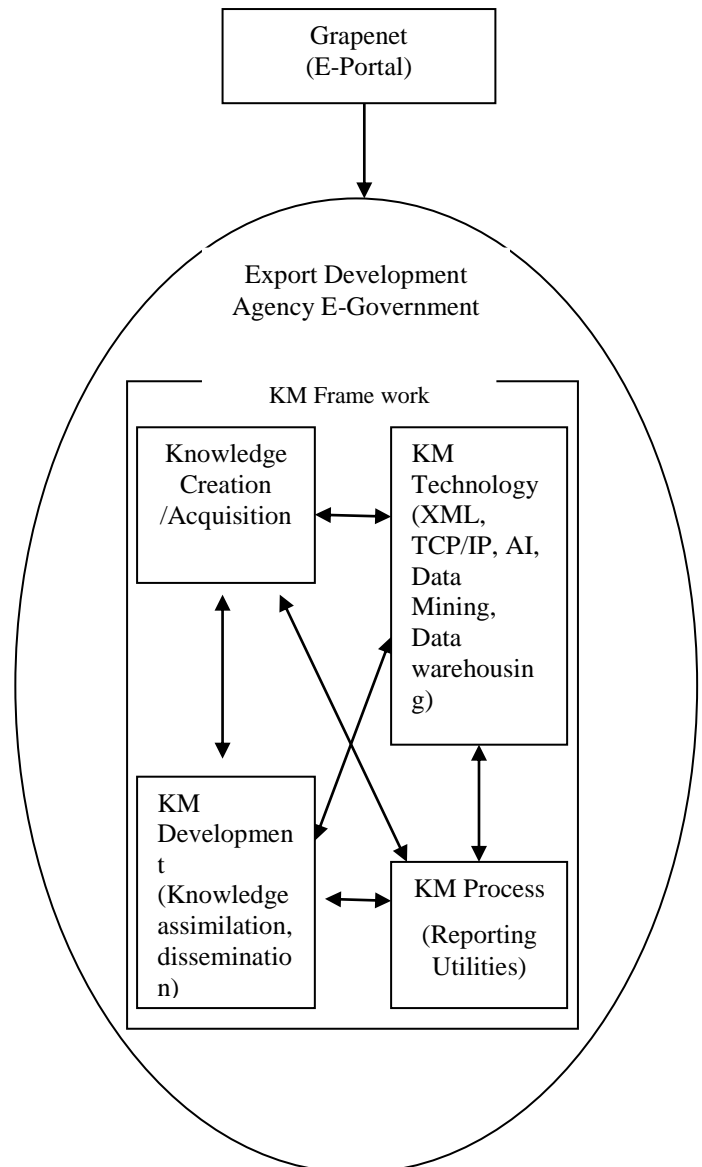 Grapenet
(E-Portal)
Export Development
Agency E-Government
KM Frame work
Knowledge
Creation
/Acquisition
KM
Technology
(XML,
TCP/IP, AI,
Data
Mining,
Data
warehousin
g)
KM
Developmen
t
(Knowledge
assimilation,
disseminatio
n)
KM Process
(Reporting
Utilities)